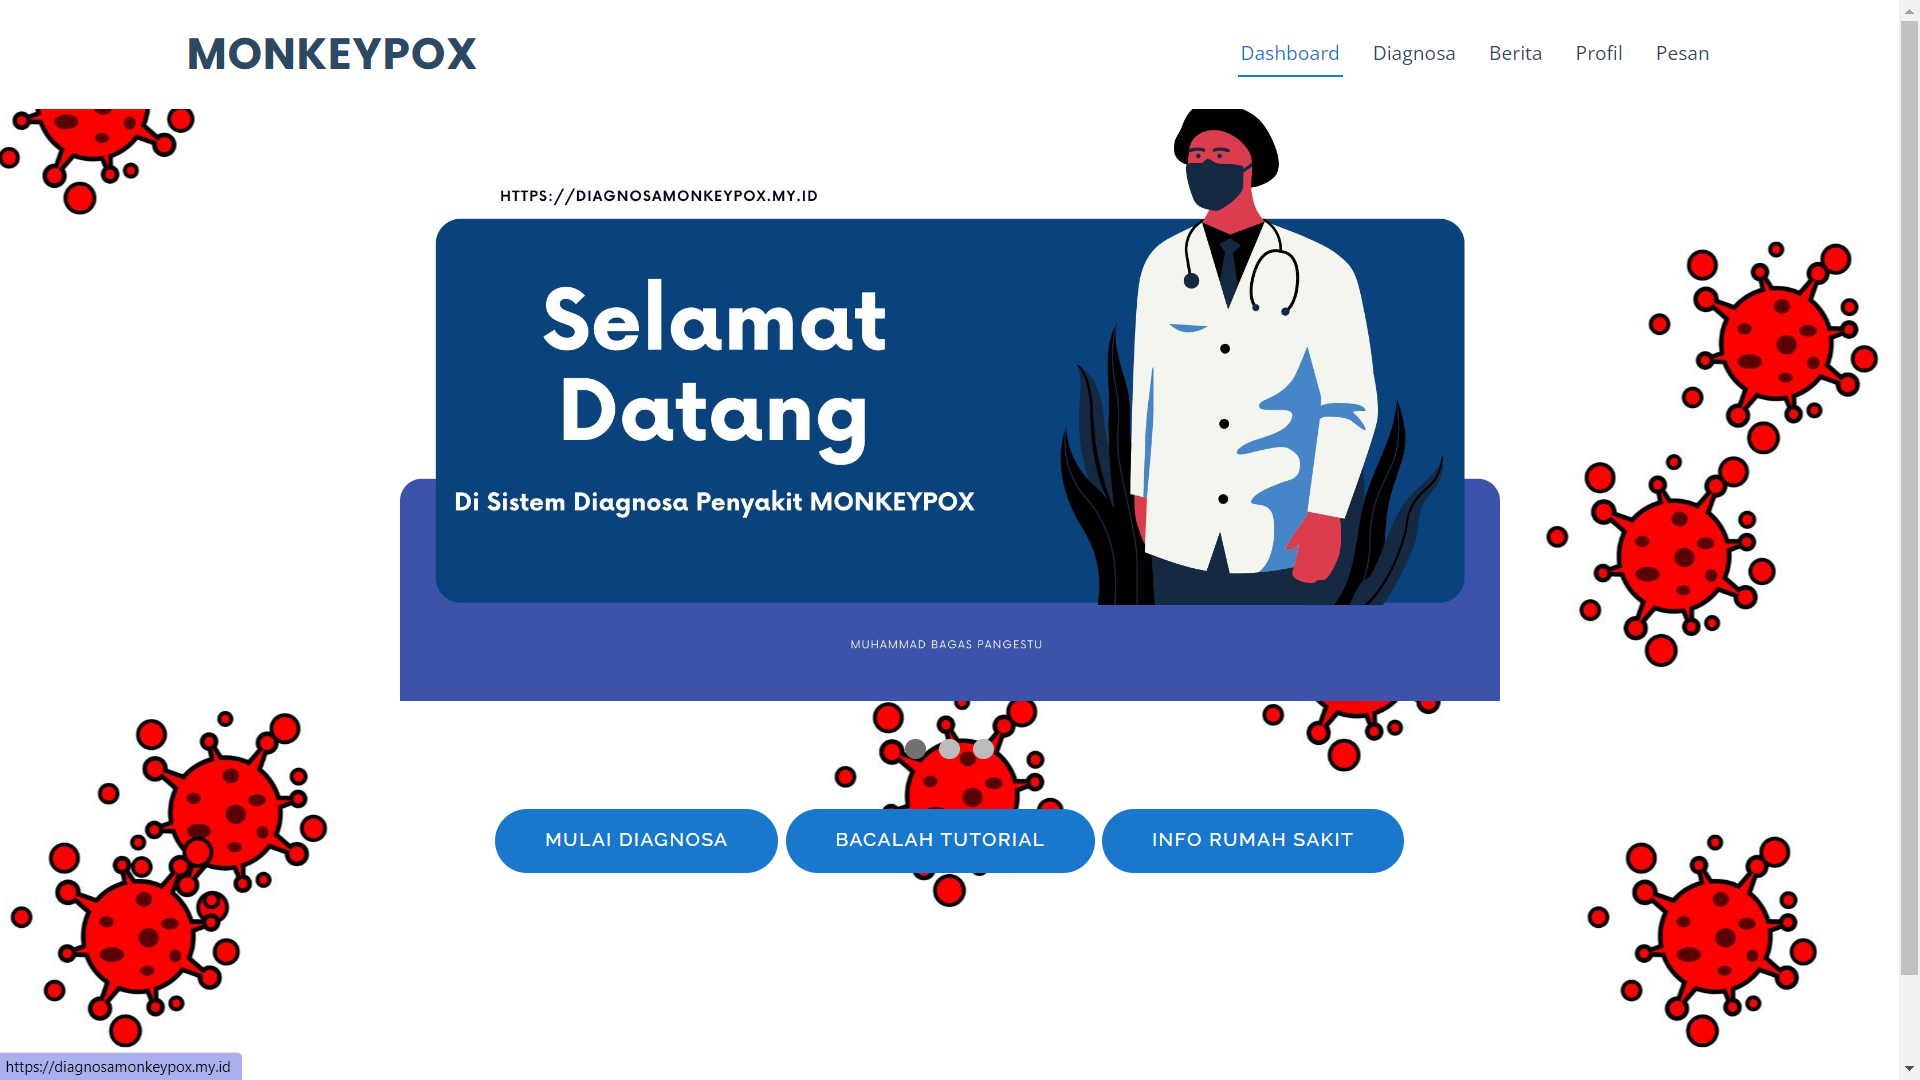 MONKEYPOX
Dashboard
Diagnosa
Berita
Profil
Pesan
HTTPS://DIAGNOSAMONKEYPOX.MY.ID
Selamat
Datang
Di Sistem Diagnosa Penyakit MONKEYPOX
MUHAMMAD BAGAS PANGESTU
MULAI DIAGNOSA
BACALAH TUTORIAL
INFO RUMAH SAKIT
https://diagnosamonkeypox.my.id